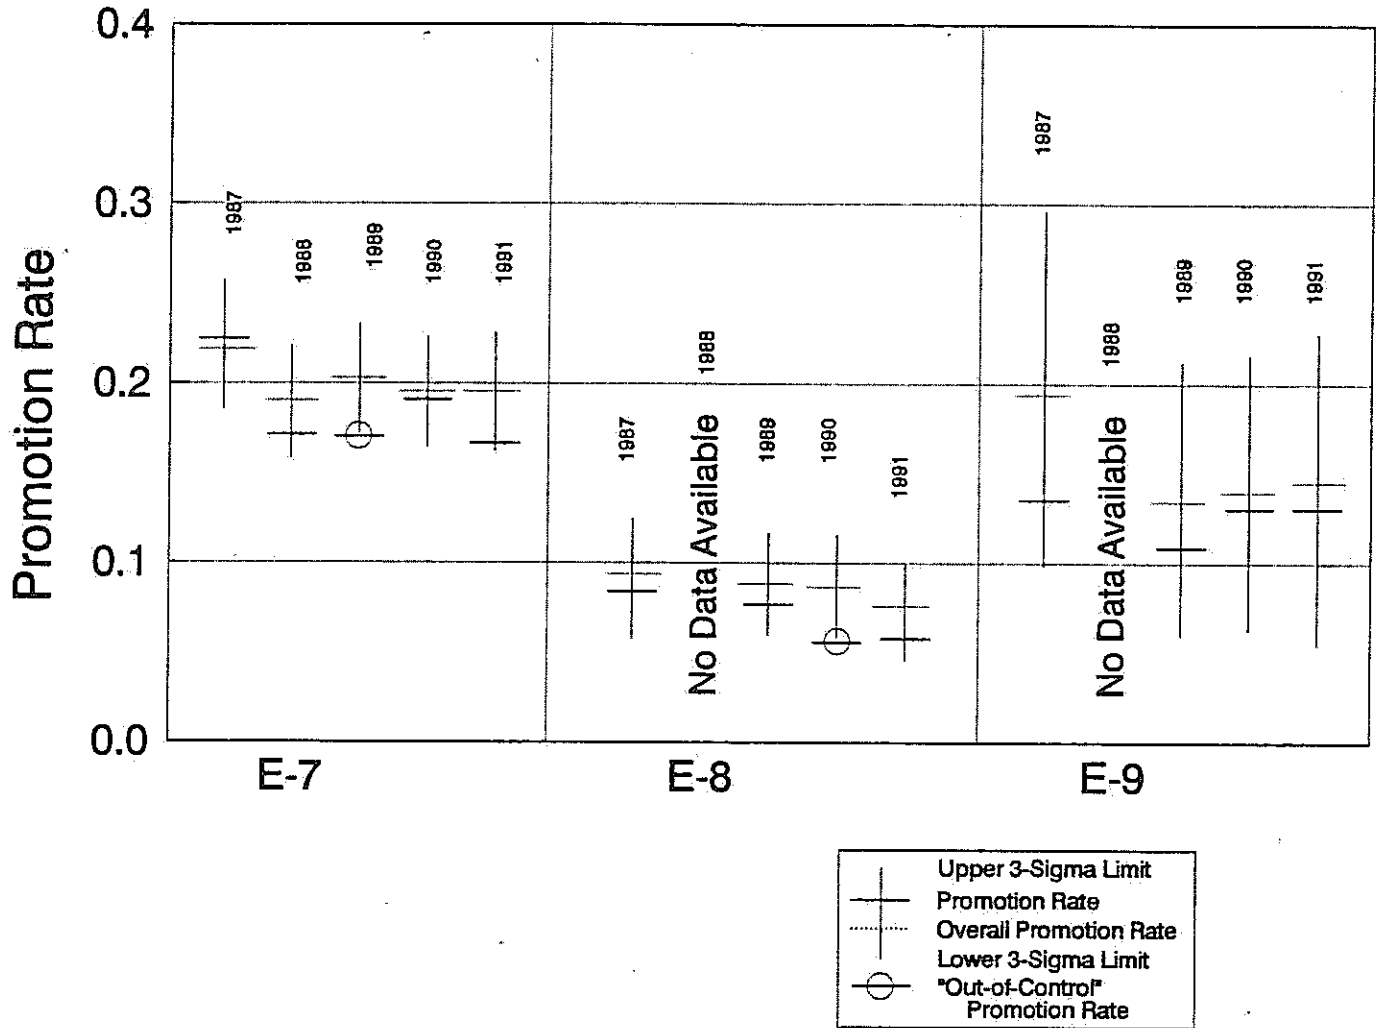 Promotion Rate
0.4
0.3
0.2
0.1
0.0
1987
1988
1989
1990
1991
1987
1988
No Data Available
1989
1990
1991
1987
1988
No Data Available
1989
1990
1991
E-7
E-8
E-9
Upper 3-Sigma Limit
Promotion Rate
Overall Promotion Rate
Lower 3-Sigma Limit
"Out-of-Control"
Promotion Rate